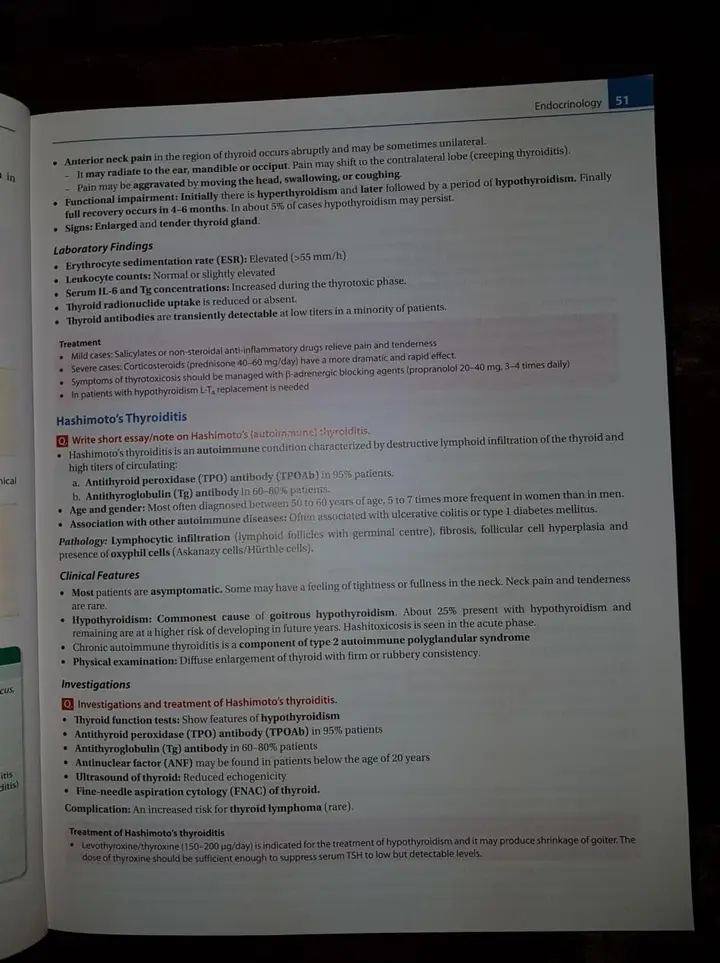 Endocrinology 51
• Anterior neck pain in the region of thyroid occurs abruptly and may be sometimes unilateral.
– It may radiate to the ear, mandible or occiput. Pain may shift to the contralateral lobe (creeping thyroiditis).
– Pain may be aggravated by moving the head, swallowing, or coughing.
• Functional impairment: Initially there is hyperthyroidism and later followed by a period of hypothyroidism. Finally
full recovery occurs in 4–6 months. In about 5% of cases hypothyroidism may persist.
• Signs: Enlarged and tender thyroid gland.
Laboratory Findings
• Erythrocyte sedimentation rate (ESR): Elevated (>55 mm/h)
• Leukocyte counts: Normal or slightly elevated
• Serum IL-6 and Tg concentrations: Increased during the thyrotoxic phase.
• Thyroid radionuclide uptake is reduced or absent.
• Thyroid antibodies are transiently detectable at low titers in a minority of patients.
Treatment
• Mild cases: Salicylates or non-steroidal anti-inflammatory drugs relieve pain and tenderness
• Severe cases: Corticosteroids (prednisone 40–60 mg/day) have a more dramatic and rapid effect.
• Symptoms of thyrotoxicosis should be managed with β-adrenergic blocking agents (propranolol 20–40 mg, 3–4 times daily)
• In patients with hypothyroidism L-T4 replacement is needed
Hashimoto's Thyroiditis
Q. Write short essay/note on Hashimoto's (autoimmune) thyroiditis.
• Hashimoto's thyroiditis is an autoimmune condition characterized by destructive lymphoid infiltration of the thyroid and
high titers of circulating:
a. Antithyroid peroxidase (TPO) antibody (TPOAb) in 95% patients.
b. Antithyroglobulin (Tg) antibody in 60–80% patients.
• Age and gender: Most often diagnosed between 50 to 60 years of age, 5 to 7 times more frequent in women than in men.
• Association with other autoimmune diseases: Often associated with ulcerative colitis or type 1 diabetes mellitus.
Pathology: Lymphocytic infiltration (lymphoid follicles with germinal centre), fibrosis, follicular cell hyperplasia and
presence of oxyphil cells (Askanazy cells/Hürthle cells).
Clinical Features
• Most patients are asymptomatic. Some may have a feeling of tightness or fullness in the neck. Neck pain and tenderness
are rare.
• Hypothyroidism: Commonest cause of goitrous hypothyroidism. About 25% present with hypothyroidism and
remaining are at a higher risk of developing in future years. Hashitoxicosis is seen in the acute phase.
• Chronic autoimmune thyroiditis is a component of type 2 autoimmune polyglandular syndrome
• Physical examination: Diffuse enlargement of thyroid with firm or rubbery consistency.
Investigations
Q. Investigations and treatment of Hashimoto's thyroiditis.
• Thyroid function tests: Show features of hypothyroidism
• Antithyroid peroxidase (TPO) antibody (TPOAb) in 95% patients
• Antithyroglobulin (Tg) antibody in 60–80% patients
• Antinuclear factor (ANF) may be found in patients below the age of 20 years
• Ultrasound of thyroid: Reduced echogenicity
• Fine-needle aspiration cytology (FNAC) of thyroid.
Complication: An increased risk for thyroid lymphoma (rare).
Treatment of Hashimoto's thyroiditis
• Levothyroxine/thyroxine (150–200 µg/day) is indicated for the treatment of hypothyroidism and it may produce shrinkage of goiter. The
dose of thyroxine should be sufficient enough to suppress serum TSH to low but detectable levels.